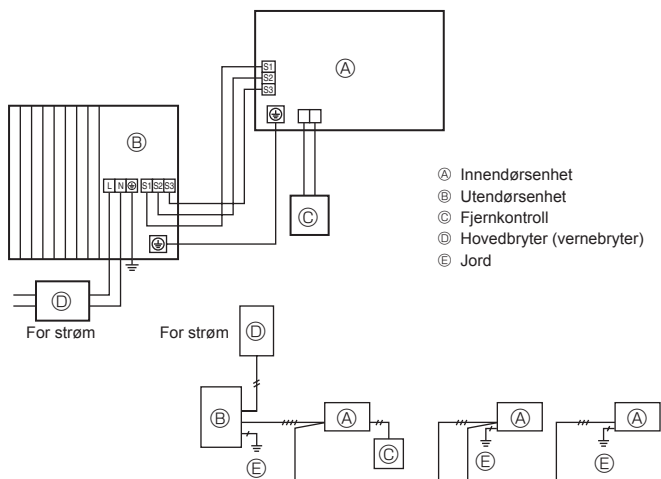 Ⓐ
S1
S2
S3
Ⓑ
L N S1 S2 S3
Ⓒ
Ⓓ
For strøm
Ⓐ Innendørsenhet
Ⓑ Utendørsenhet
Ⓒ Fjernkontroll
Ⓓ Hovedbryter (vernebryter)
Ⓔ Jord
For strøm
Ⓓ
Ⓑ
Ⓐ
Ⓒ
Ⓔ
Ⓐ
Ⓔ
Ⓐ
Ⓔ